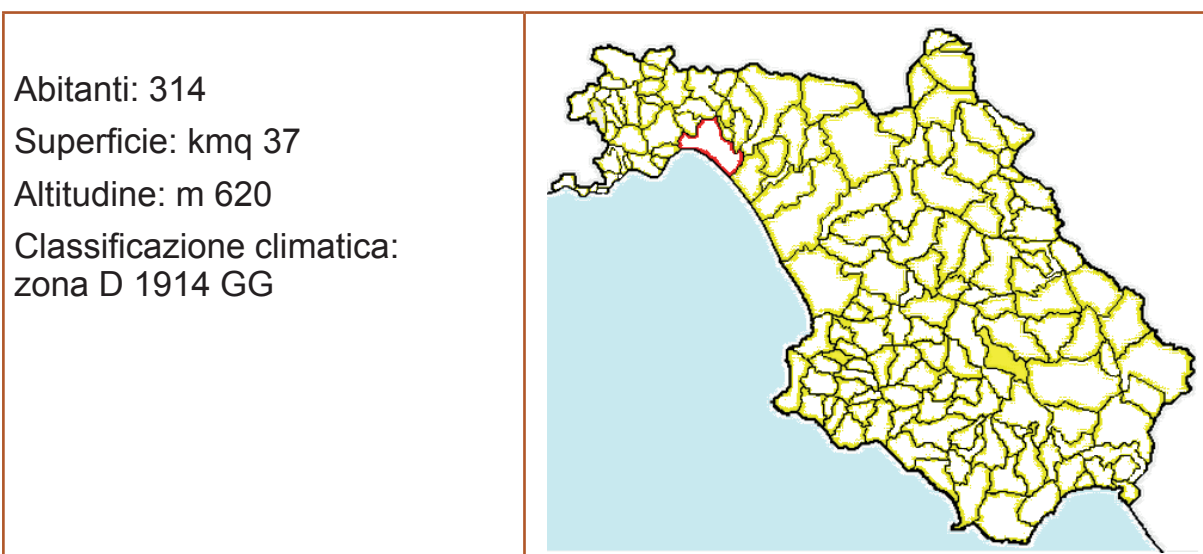 Abitanti: 314
Superficie: kmq 37
Altitudine: m 620
Classificazione climatica:
zona D 1914 GG